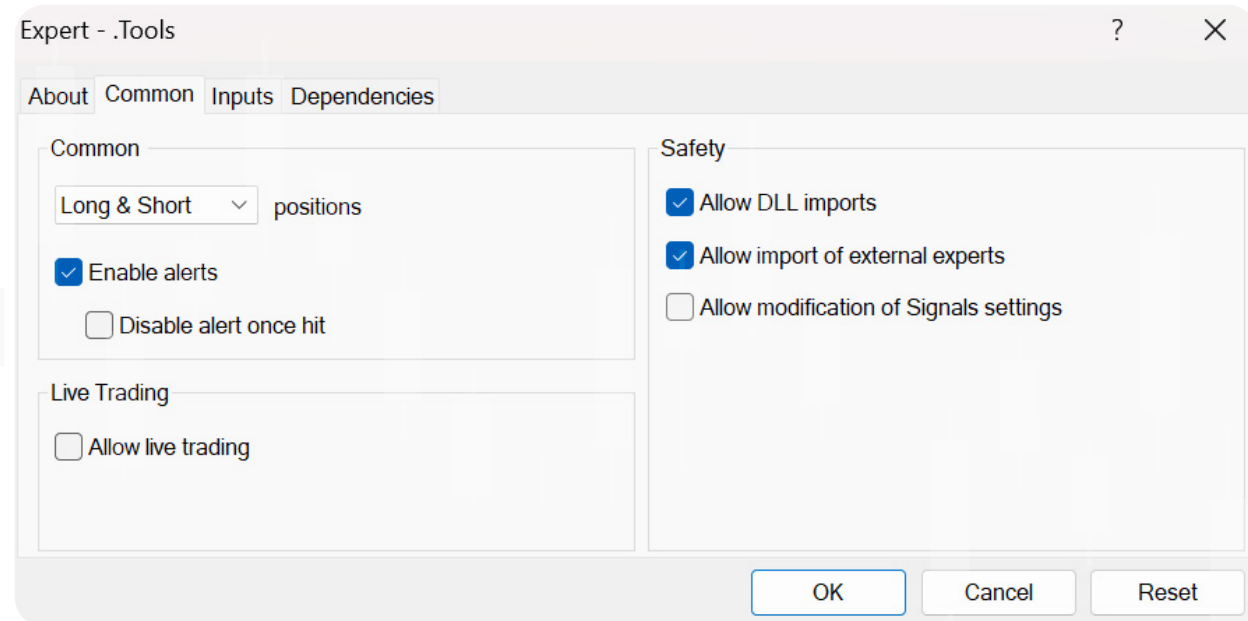 Expert - .Tools ?
About Common Inputs Dependencies
Common
Long & Short positions
Enable alerts
Disable alert once hit
Live Trading
Allow live trading
Safety
Allow DLL imports
Allow import of external experts
Allow modification of Signals settings
OK Cancel Reset